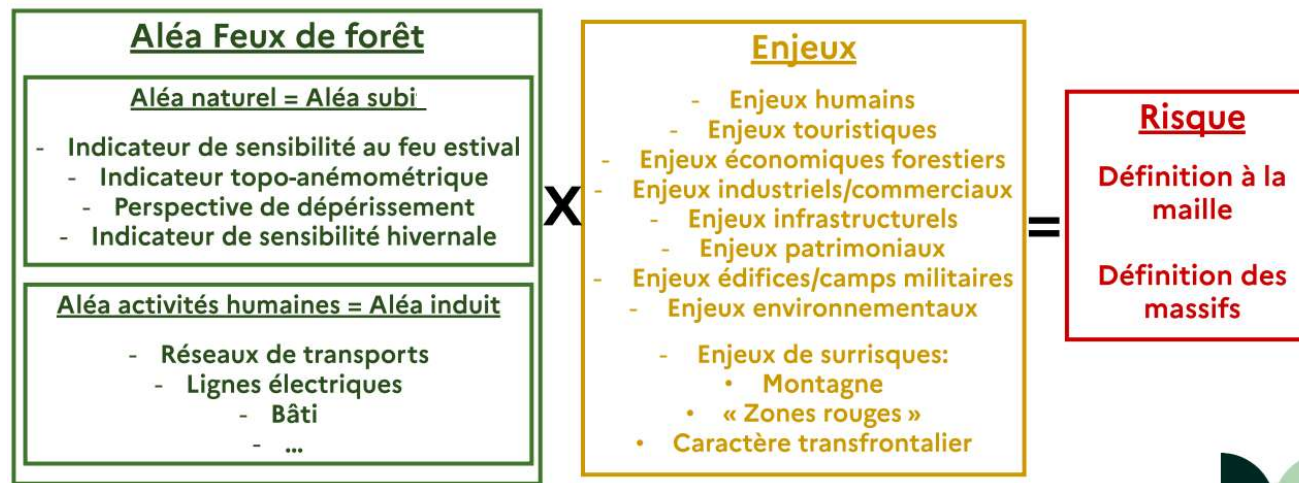 Aléa Feux de forêt
Aléa naturel = Aléa subi
- Indicateur de sensibilité au feu estival
- Indicateur topo-anémométrique
- Perspective de dépérissement
- Indicateur de sensibilité hivernale
Aléa activités humaines = Aléa induit
- Réseaux de transports
- Lignes électriques
- Bâti
- ...
X
Enjeux
- Enjeux humains
- Enjeux touristiques
- Enjeux économiques forestiers
- Enjeux industriels/commerciaux
- Enjeux infrastructurels
- Enjeux patrimoniaux
- Enjeux édifices/camps militaires
- Enjeux environnementaux
- Enjeux de surrisques:
• Montagne
• « Zones rouges »
• Caractère transfrontalier
=
Risque
Définition à la
maille
Définition des
massifs